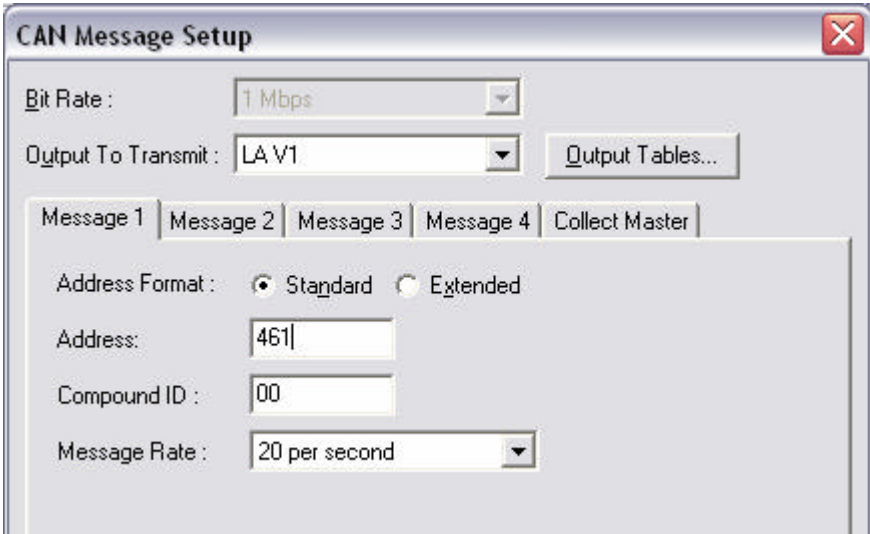 CAN Message Setup
Bit Rate : 1 Mbps
Output To Transmit : LA V1 Output Tables...
Message 1 Message 2 Message 3 Message 4 Collect Master
Address Format : Standard Extended
Address: 461
Compound ID : 00
Message Rate : 20 per second